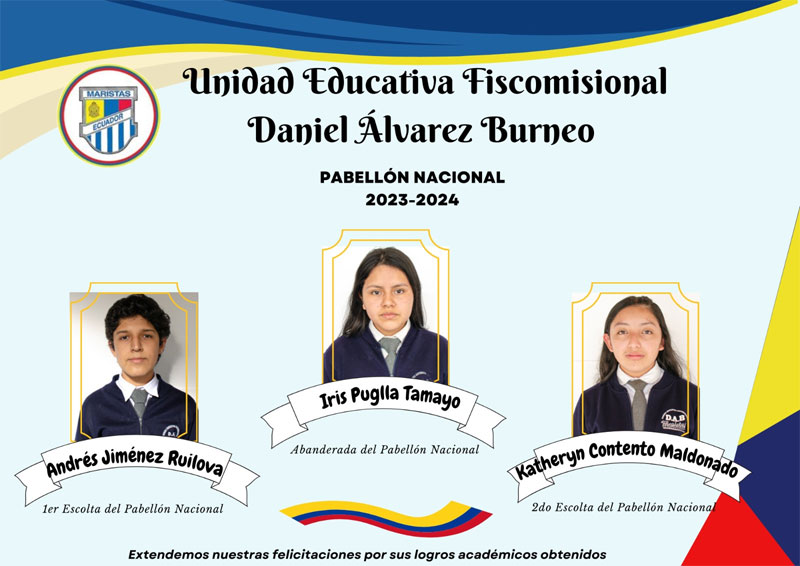 Unidad Educativa Fiscomisional
Daniel Álvarez Burneo
MARISTAS
ECUADOR
PABELLÓN NACIONAL
2023-2024
Iris Puglla Tamayo
Abanderada del Pabellón Nacional
Andrés Jiménez Ruilova
1er Escolta del Pabellón Nacional
D.A.B
Katheryn Contento Maldonado
2do Escolta del Pabellón Nacional
Extendemos nuestras felicitaciones por sus logros académicos obtenidos